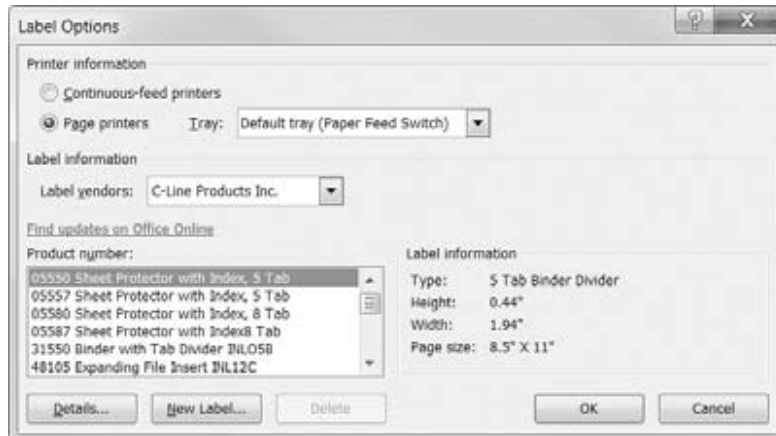 Label Options
Printer information
Continuous-feed printers
Page printers Tray: Default tray (Paper Feed Switch)
Label information
Label vendors: C-Line Products Inc.
Find updates on Office Online
Product number:
05550 Sheet Protector with Index, 5 Tab
05557 Sheet Protector with Index, 5 Tab
05580 Sheet Protector with Index, 8 Tab
05587 Sheet Protector with Index8 Tab
31550 Binder with Tab Divider INLO5B
48105 Expanding File Insert INL12C
Label information
Type: 5 Tab Binder Divider
Height: 0.44"
Width: 1.94"
Page size: 8.5" X 11"
Details... New Label... Delete OK Cancel